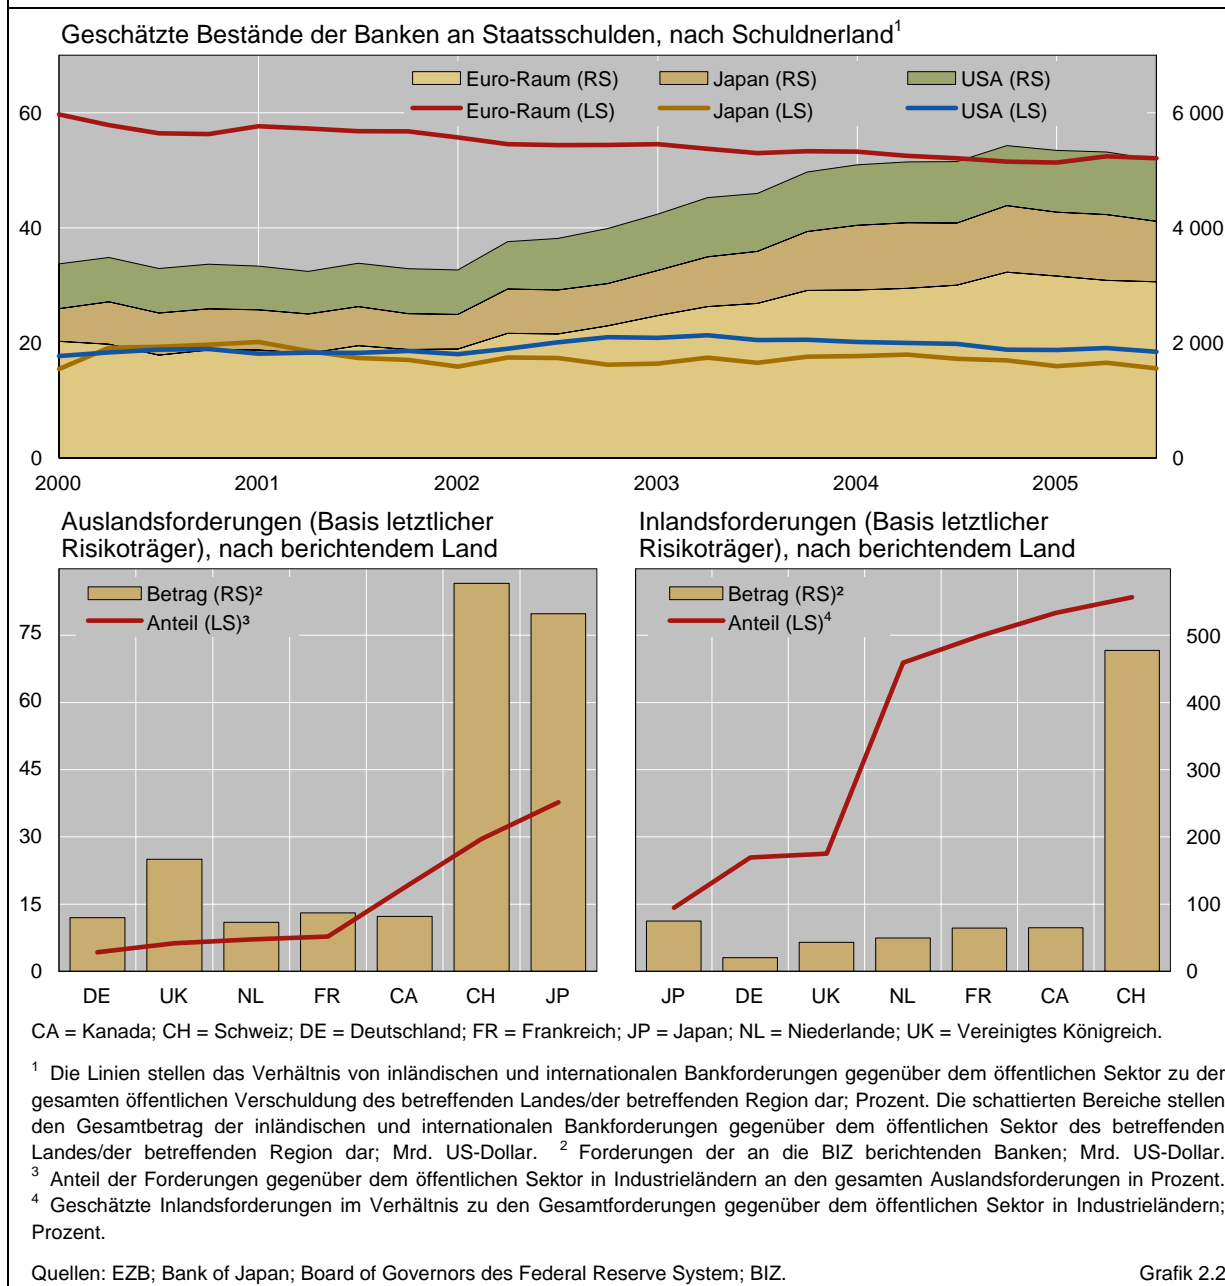 Geschätzte Bestände der Banken an Staatsschulden, nach Schuldnerland¹
Euro-Raum (RS) Japan (RS) USA (RS)
Euro-Raum (LS) Japan (LS) USA (LS)
60 6 000
40 4 000
20 2 000
0 0
2000 2001 2002 2003 2004 2005
Auslandsforderungen (Basis letztlicher
Risikoträger), nach berichtendem Land
Betrag (RS)²
Anteil (LS)³
75
60
45
30
15
0
DE UK NL FR CA CH JP
Inlandsforderungen (Basis letztlicher
Risikoträger), nach berichtendem Land
Betrag (RS)²
Anteil (LS)⁴
500
400
300
200
100
0
JP DE UK NL FR CA CH
CA = Kanada; CH = Schweiz; DE = Deutschland; FR = Frankreich; JP = Japan; NL = Niederlande; UK = Vereinigtes Königreich.
¹ Die Linien stellen das Verhältnis von inländischen und internationalen Bankforderungen gegenüber dem öffentlichen Sektor zu der
gesamten öffentlichen Verschuldung des betreffenden Landes/der betreffenden Region dar; Prozent. Die schattierten Bereiche stellen
den Gesamtbetrag der inländischen und internationalen Bankforderungen gegenüber dem öffentlichen Sektor des betreffenden
Landes/der betreffenden Region dar; Mrd. US-Dollar. ² Forderungen der an die BIZ berichtenden Banken; Mrd. US-Dollar.
³ Anteil der Forderungen gegenüber dem öffentlichen Sektor in Industrieländern an den gesamten Auslandsforderungen in Prozent.
⁴ Geschätzte Inlandsforderungen im Verhältnis zu den Gesamtforderungen gegenüber dem öffentlichen Sektor in Industrieländern;
Prozent.
Quellen: EZB; Bank of Japan; Board of Governors des Federal Reserve System; BIZ. Grafik 2.2